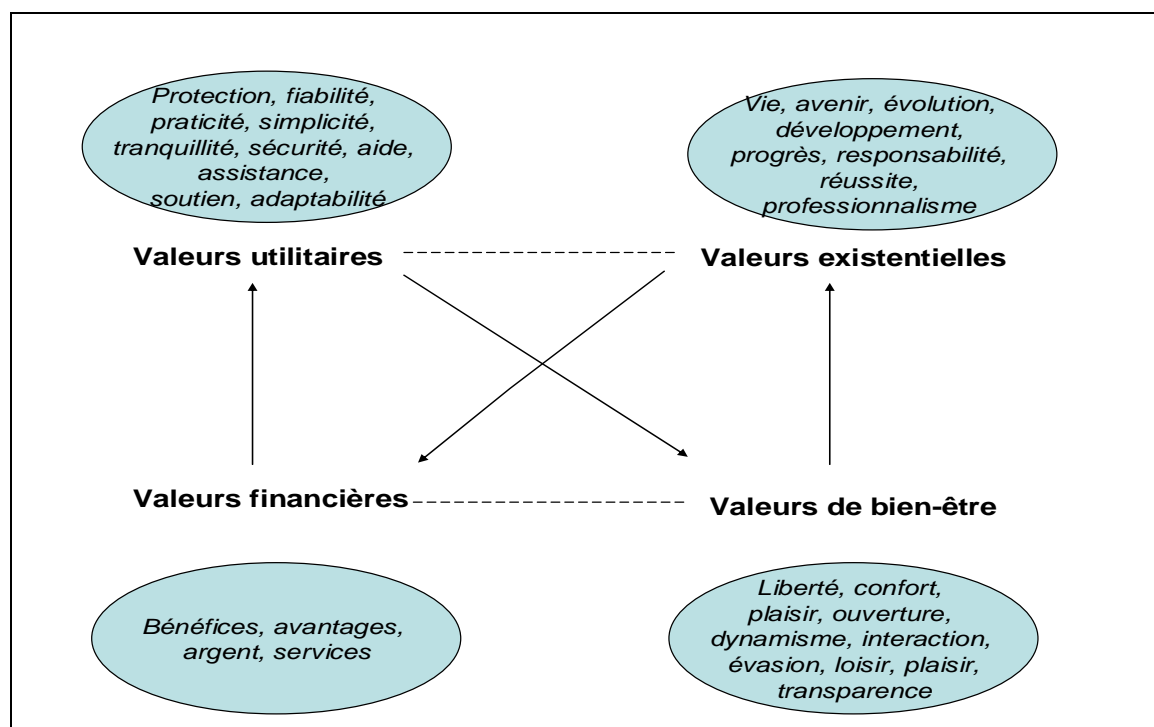 Protection, fiabilité,
praticité, simplicité,
tranquillité, sécurité, aide,
assistance,
soutien, adaptabilité
Vie, avenir, évolution,
développement,
progrès, responsabilité,
réussite,
professionnalisme
Valeurs utilitaires
Valeurs existentielles
Valeurs financières
Valeurs de bien-être
Bénéfices, avantages,
argent, services
Liberté, confort,
plaisir, ouverture,
dynamisme, interaction,
évasion, loisir, plaisir,
transparence